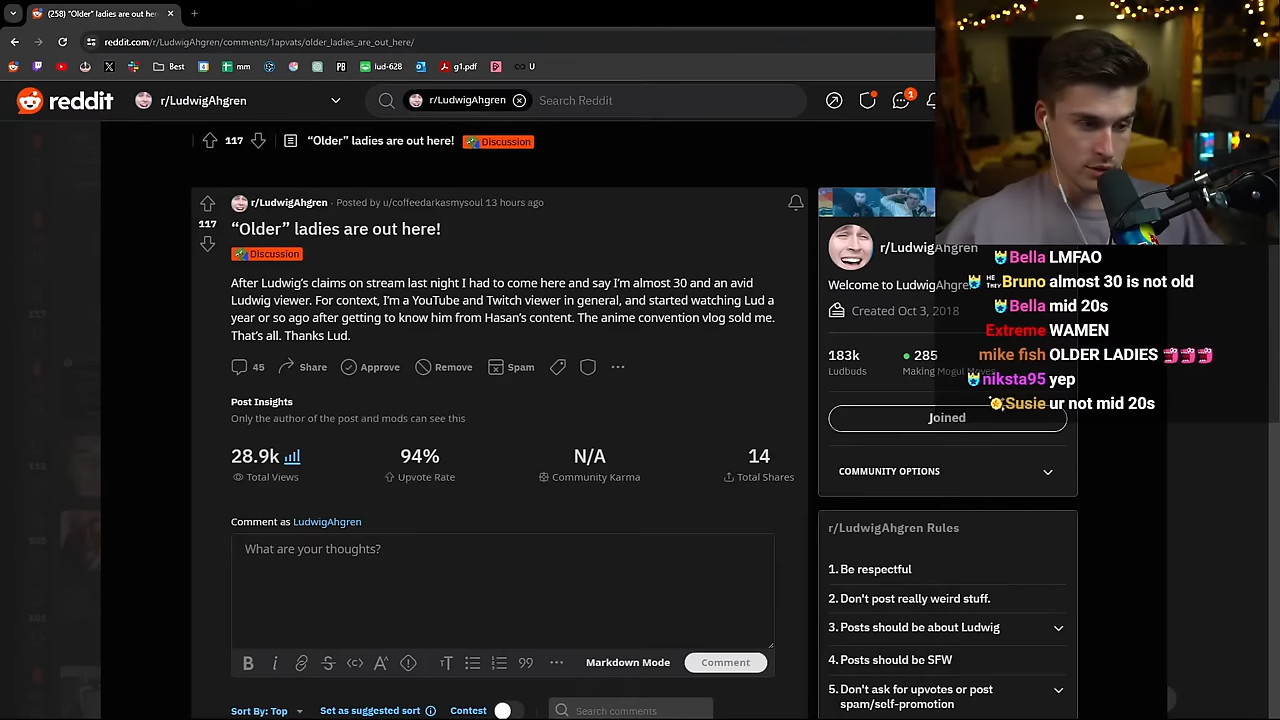 (258) “Older” ladies are out here
reddit.com/r/LudwigAhgren/comments/1apvats/older_ladies_are_out_here/
Best
mm
iud-628
g1.pdf
U
reddit
r/LudwigAhgren
r/LudwigAhgren
Search Reddit
1
117
“Older” ladies are out here!
Discussion
r/LudwigAhgren · Posted by u/coffeedarkasmysoul 13 hours ago
117
“Older” ladies are out here!
Discussion
After Ludwig’s claims on stream last night I had to come here and say I’m almost 30 and an avid
Ludwig viewer. For context, I’m a YouTube and Twitch viewer in general, and started watching Lud a
year or so ago after getting to know him from Hasan’s content. The anime convention vlog sold me.
That’s all. Thanks Lud.
45
Share
Approve
Remove
Spam
Post Insights
Only the author of the post and mods can see this
28.9k
94%
N/A
14
Total Views
Upvote Rate
Community Karma
Total Shares
Comment as LudwigAhgren
What are your thoughts?
Markdown Mode
Comment
Sort By: Top
Set as suggested sort
Contest
Search comments
r/LudwigAhgren
Welcome to LudwigAhgre
Created Oct 3, 2018
183k
285
Ludbuds
Making Mogul Moves
Joined
COMMUNITY OPTIONS
r/LudwigAhgren Rules
1. Be respectful
2. Don't post really weird stuff.
3. Posts should be about Ludwig
4. Posts should be SFW
5. Don't ask for upvotes or post
spam/self-promotion
Bella LMFAO
HE THEY Bruno almost 30 is not old
Bella mid 20s
Extreme WAMEN
mike fish OLDER LADIES
niksta95 yep
Susie ur not mid 20s